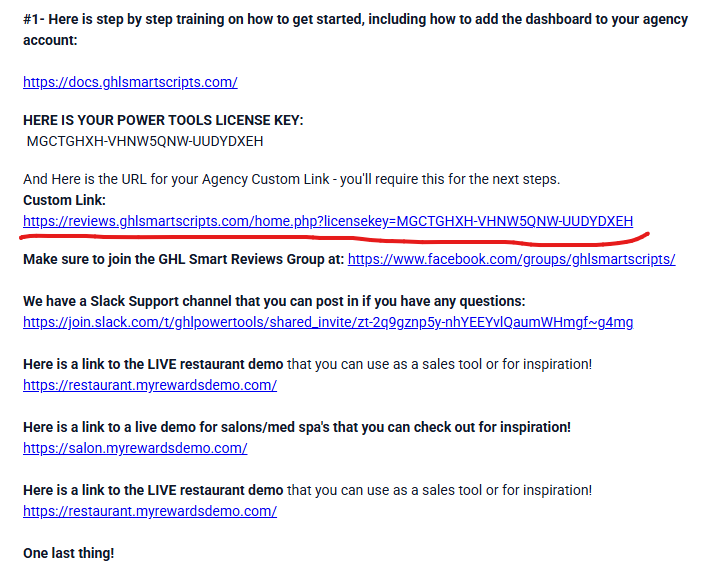 #1- Here is step by step training on how to get started, including how to add the dashboard to your agency
account:
https://docs.ghlsmartscripts.com/
HERE IS YOUR POWER TOOLS LICENSE KEY:
MGCTGHXH-VHNW5QNW-UUDYDXEH
And Here is the URL for your Agency Custom Link - you'll require this for the next steps.
Custom Link:
https://reviews.ghlsmartscripts.com/home.php?licensekey=MGCTGHXH-VHNW5QNW-UUDYDXEH
Make sure to join the GHL Smart Reviews Group at: https://www.facebook.com/groups/ghlsmartscripts/
We have a Slack Support channel that you can post in if you have any questions:
https://join.slack.com/t/ghlpowertools/shared_invite/zt-2q9gznp5y-nhYEEYvlQaumWHmgf~g4mg
Here is a link to the LIVE restaurant demo that you can use as a sales tool or for inspiration!
https://restaurant.myrewardsdemo.com/
Here is a link to a live demo for salons/med spa's that you can check out for inspiration!
https://salon.myrewardsdemo.com/
Here is a link to the LIVE restaurant demo that you can use as a sales tool or for inspiration!
https://restaurant.myrewardsdemo.com/
One last thing!